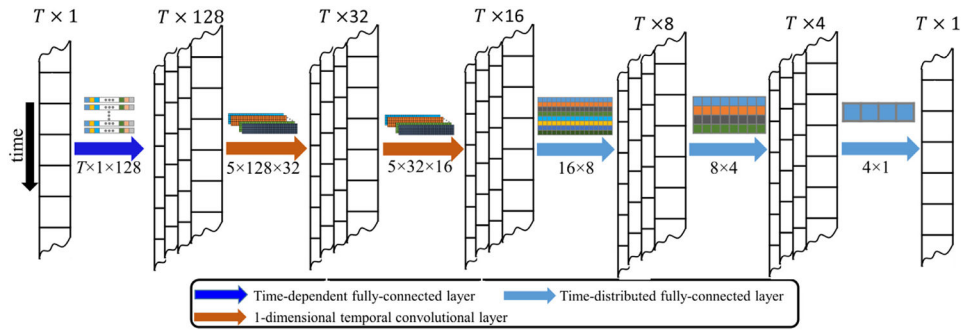 T × 1
T × 128
T ×32
T ×16
T ×8
T ×4
T × 1
time
T×1×128
5×128×32
5×32×16
16×8
8×4
4×1
Time-dependent fully-connected layer
Time-distributed fully-connected layer
1-dimensional temporal convolutional layer